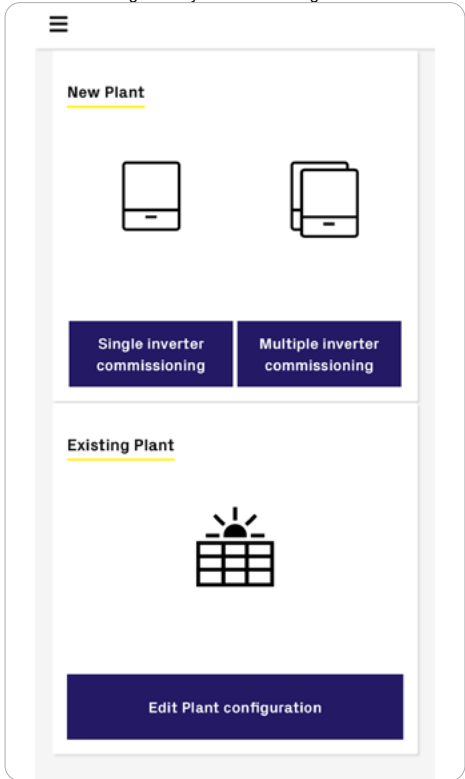 New Plant
Single inverter
commissioning
Multiple inverter
commissioning
Existing Plant
Edit Plant configuration